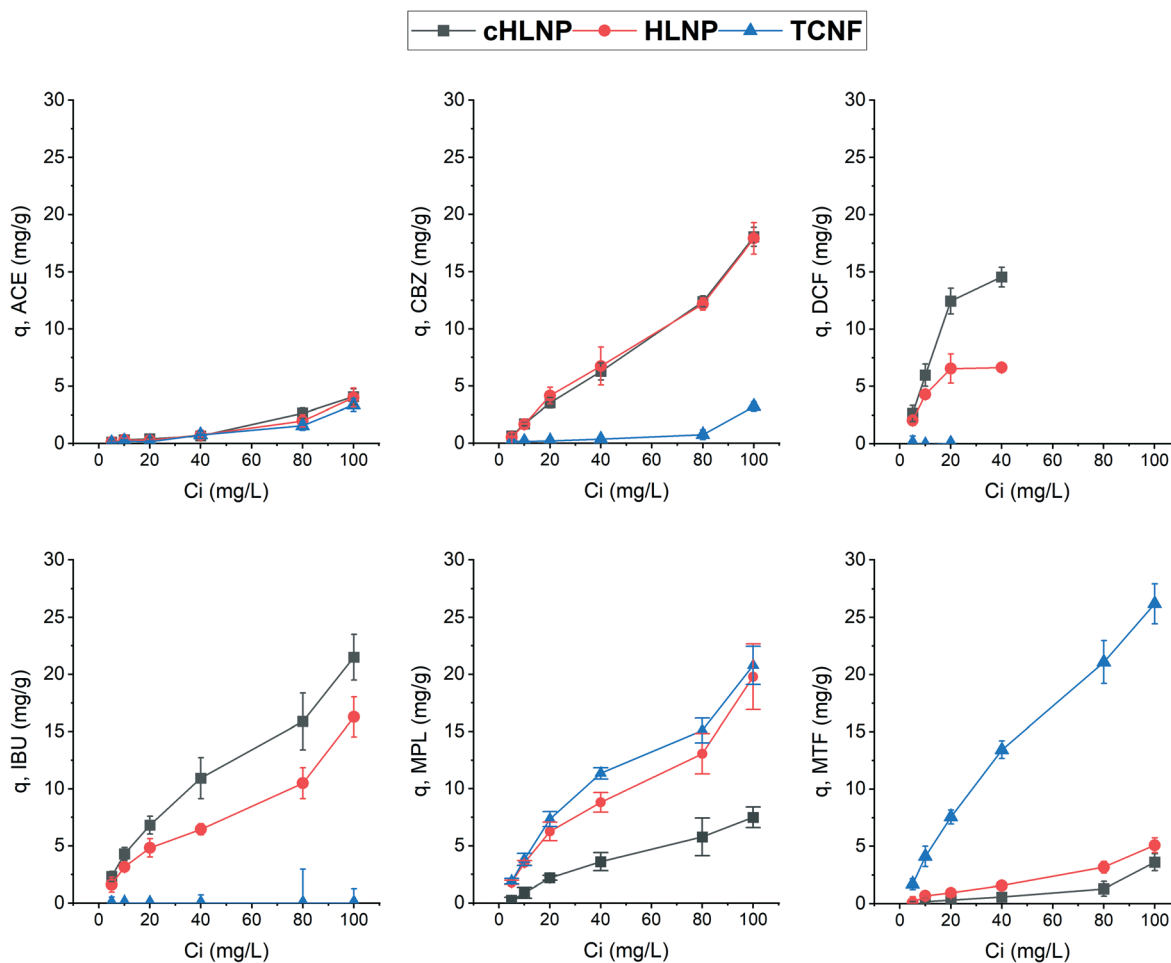 cHLNP HLNP TCNF
30
25
20
15
10
5
0
q, ACE (mg/g)
0 20 40 60 80 100
Ci (mg/L)
30
25
20
15
10
5
0
q, CBZ (mg/g)
0 20 40 60 80 100
Ci (mg/L)
30
25
20
15
10
5
0
q, DCF (mg/g)
0 20 40 60 80 100
Ci (mg/L)
30
25
20
15
10
5
0
q, IBU (mg/g)
0 20 40 60 80 100
Ci (mg/L)
30
25
20
15
10
5
0
q, MPL (mg/g)
0 20 40 60 80 100
Ci (mg/L)
30
25
20
15
10
5
0
q, MTF (mg/g)
0 20 40 60 80 100
Ci (mg/L)